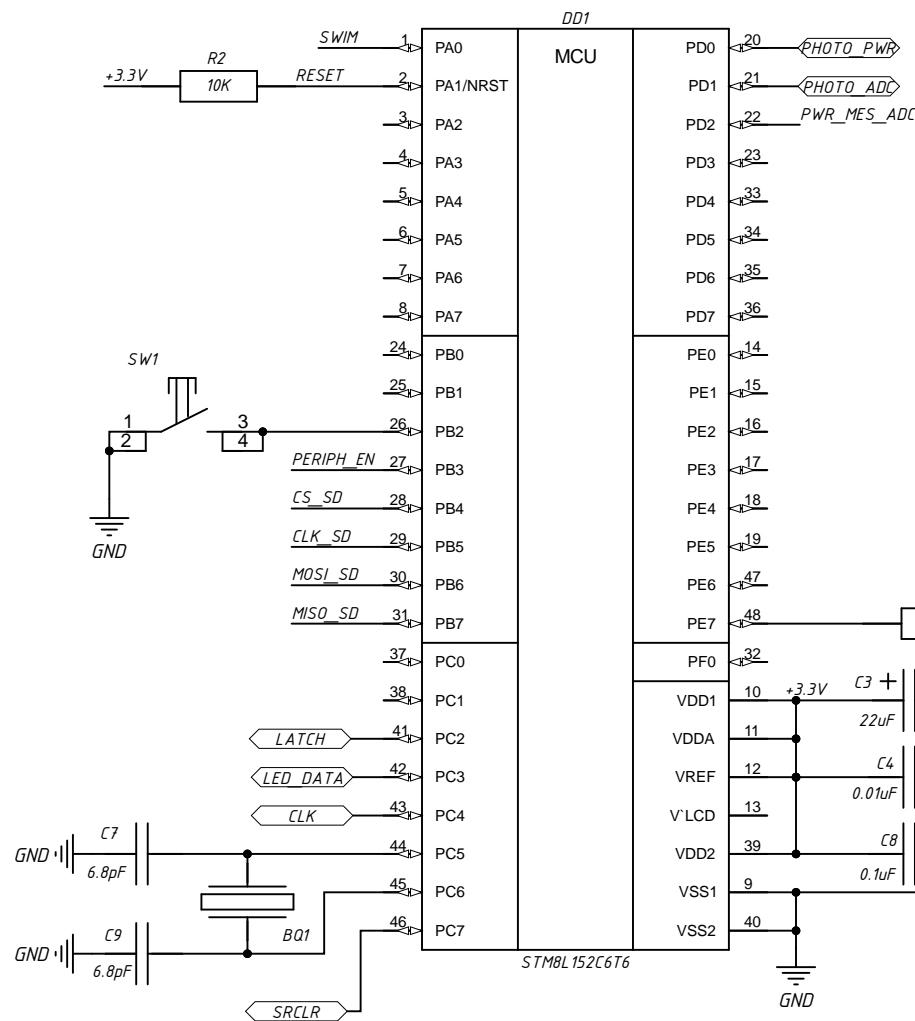 DD1
MCU
SWIM 1 PA0
+3.3V R2 10K RESET 2 PA1/NRST
3 PA2
4 PA3
5 PA4
6 PA5
7 PA6
8 PA7
24 PB0
25 PB1
SW1 1 2 3 4 26 PB2
GND
PERIPH_EN 27 PB3
CS_SD 28 PB4
CLK_SD 29 PB5
MOSI_SD 30 PB6
MISO_SD 31 PB7
37 PC0
38 PC1
LATCH 41 PC2
LED_DATA 42 PC3
CLK 43 PC4
GND C7 6.8pF 44 PC5
45 PC6
GND C9 6.8pF BQ1 46 PC7
SRCLR
PD0 20 PHOTO_PWR
PD1 21 PHOTO_ADC
PD2 22 PWR_MES_ADC
PD3 23
PD4 33
PD5 34
PD6 35
PD7 36
PE0 14
PE1 15
PE2 16
PE3 17
PE4 18
PE5 19
PE6 47
PE7 48
PF0 32
VDD1 10 +3.3V C3 + 22uF
VDDA 11
VREF 12 C4 0.01uF
V`LCD 13
VDD2 39 C8 0.1uF
VSS1 9
VSS2 40
GND
STM8L152C6T6